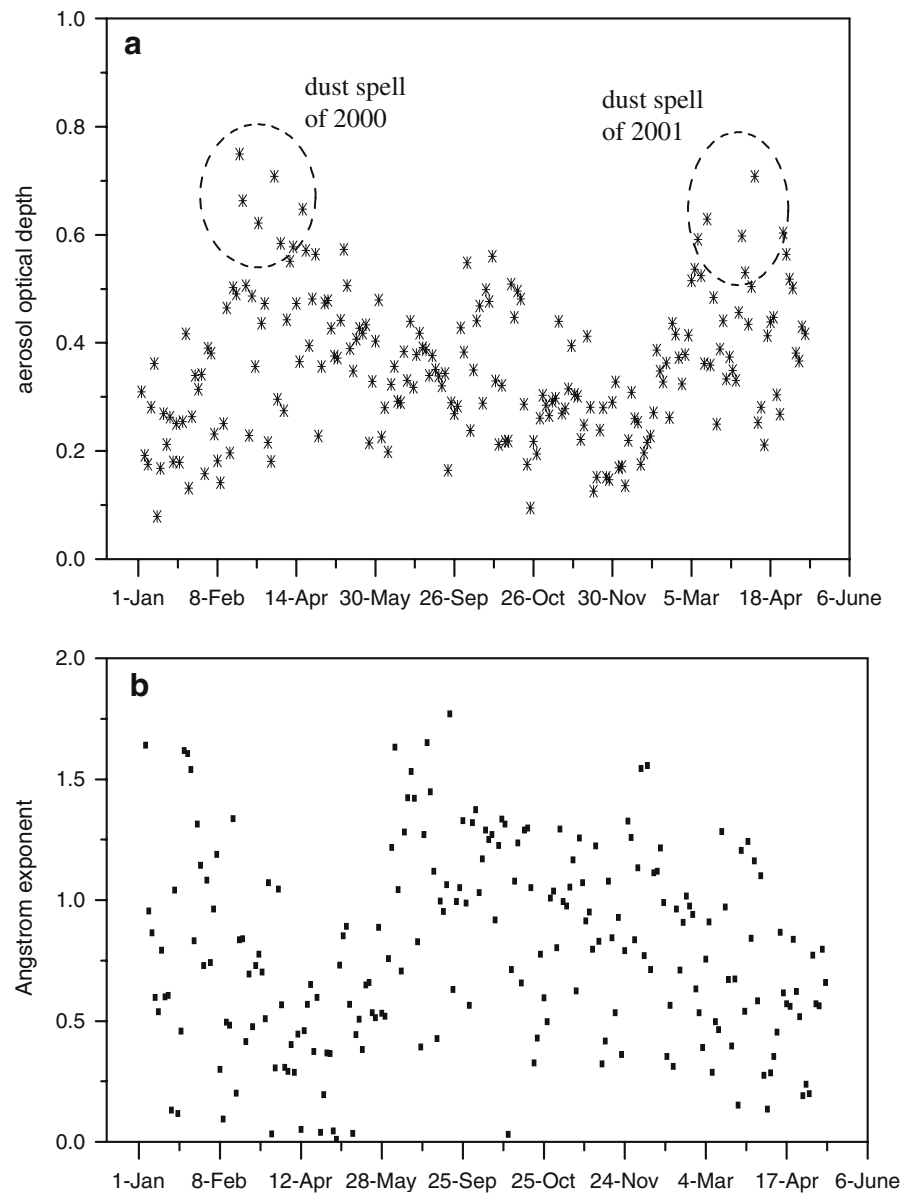 a
dust spell
of 2000
dust spell
of 2001
aerosol optical depth
1.0
0.8
0.6
0.4
0.2
0.0
1-Jan 8-Feb 14-Apr 30-May 26-Sep 26-Oct 30-Nov 5-Mar 18-Apr 6-June
b
Angstrom exponent
2.0
1.5
1.0
0.5
0.0
1-Jan 8-Feb 12-Apr 28-May 25-Sep 25-Oct 24-Nov 4-Mar 17-Apr 6-June